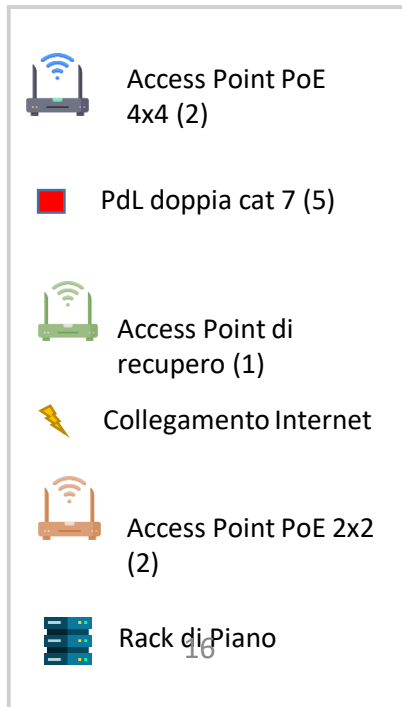 Access Point PoE
4x4 (2)
PdL doppia cat 7 (5)
Access Point di
recupero (1)
Collegamento Internet
Access Point PoE 2x2
(2)
Rack di Piano
16